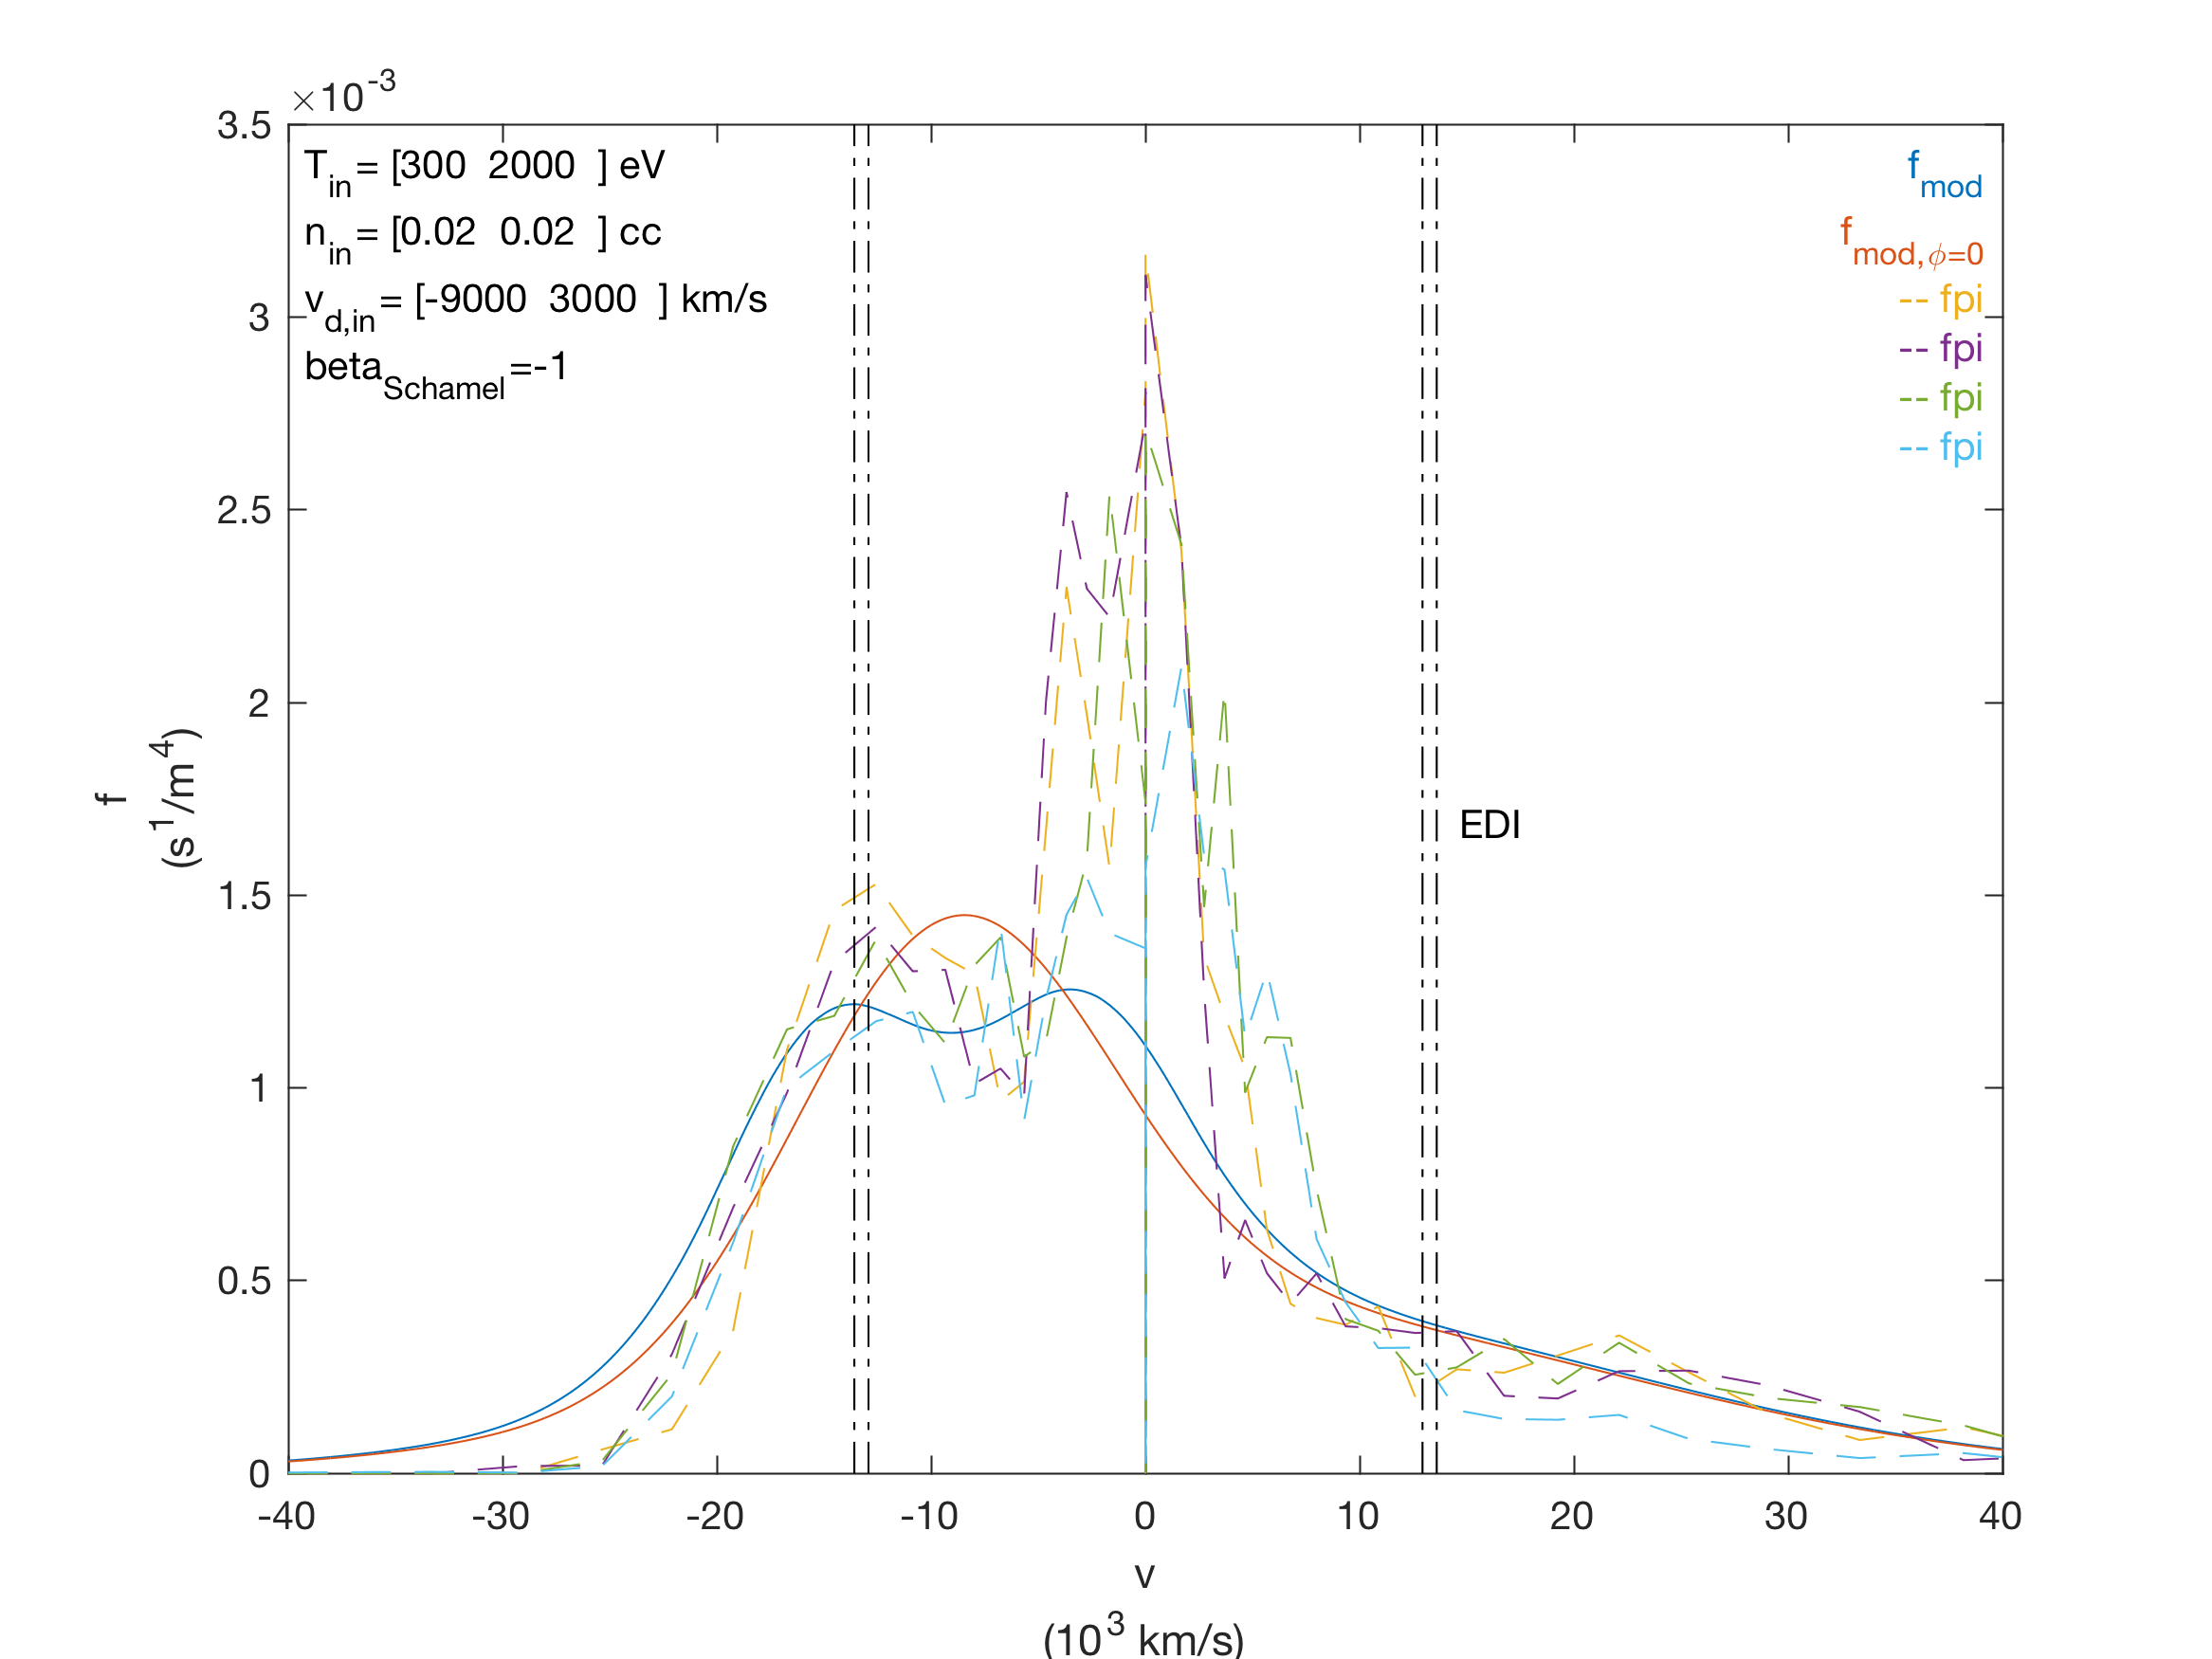 ×10-3
3.5
3
2.5
2
1.5
1
0.5
0
-40 -30 -20 -10 0 10 20 30 40
f
(s1/m4)
v
(103 km/s)
Tin= [300 2000 ] eV
nin= [0.02 0.02 ] cc
vd,in= [-9000 3000 ] km/s
betaSchamel=-1
fmod
fmod,ϕ=0
-- fpi
-- fpi
-- fpi
-- fpi
EDI